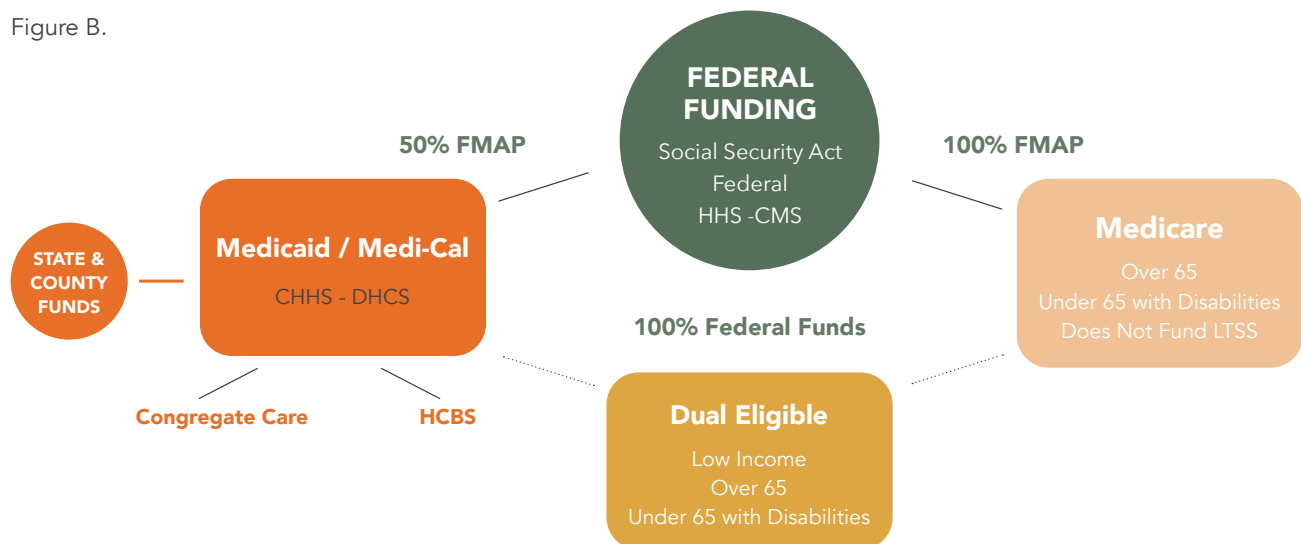 Figure B.
FEDERAL
FUNDING
Social Security Act
Federal
HHS -CMS
50% FMAP
100% FMAP
STATE &
COUNTY
FUNDS
Medicaid / Medi-Cal
CHHS - DHCS
Medicare
Over 65
Under 65 with Disabilities
Does Not Fund LTSS
100% Federal Funds
Congregate Care
HCBS
Dual Eligible
Low Income
Over 65
Under 65 with Disabilities